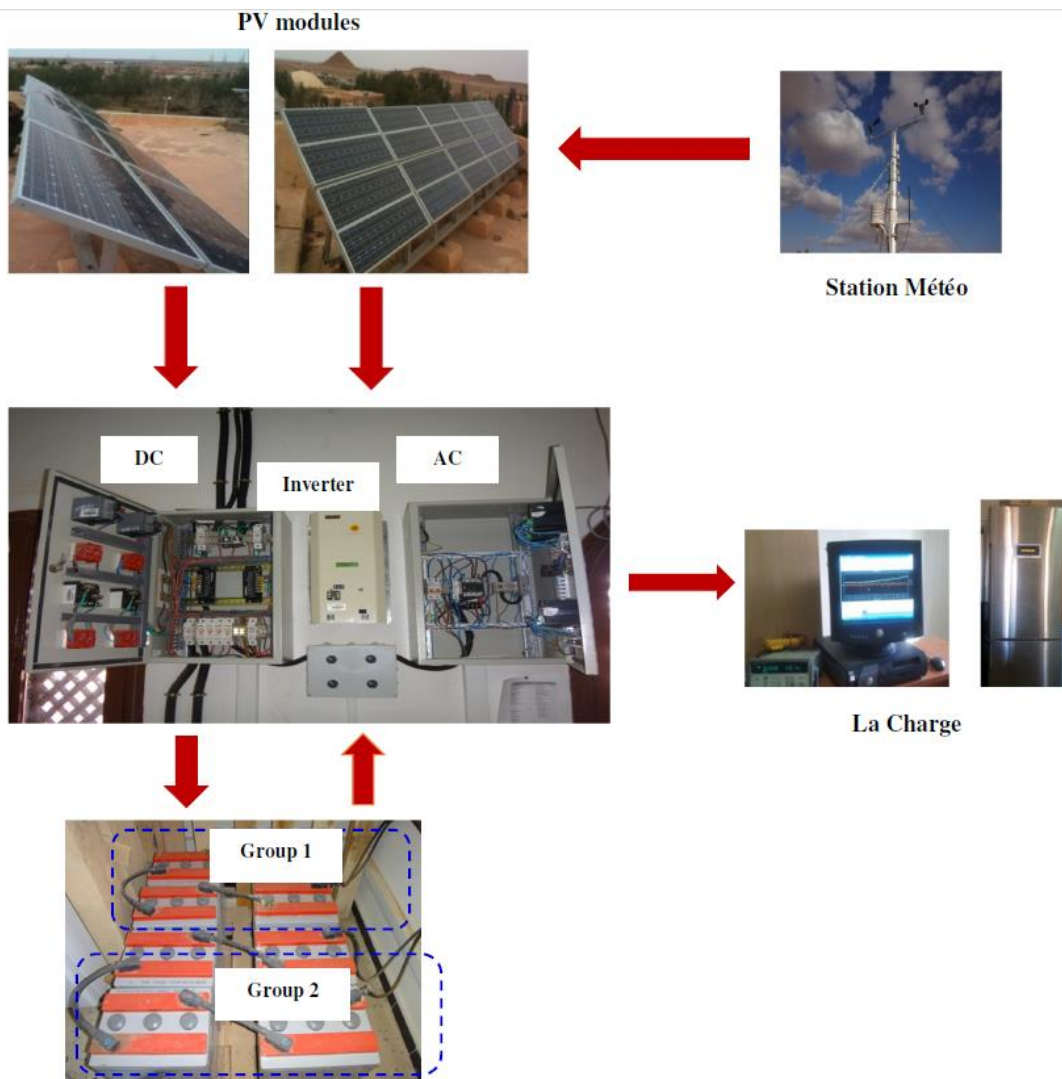 PV modules
Station Météo
DC
Inverter
AC
La Charge
Group 1
Group 2